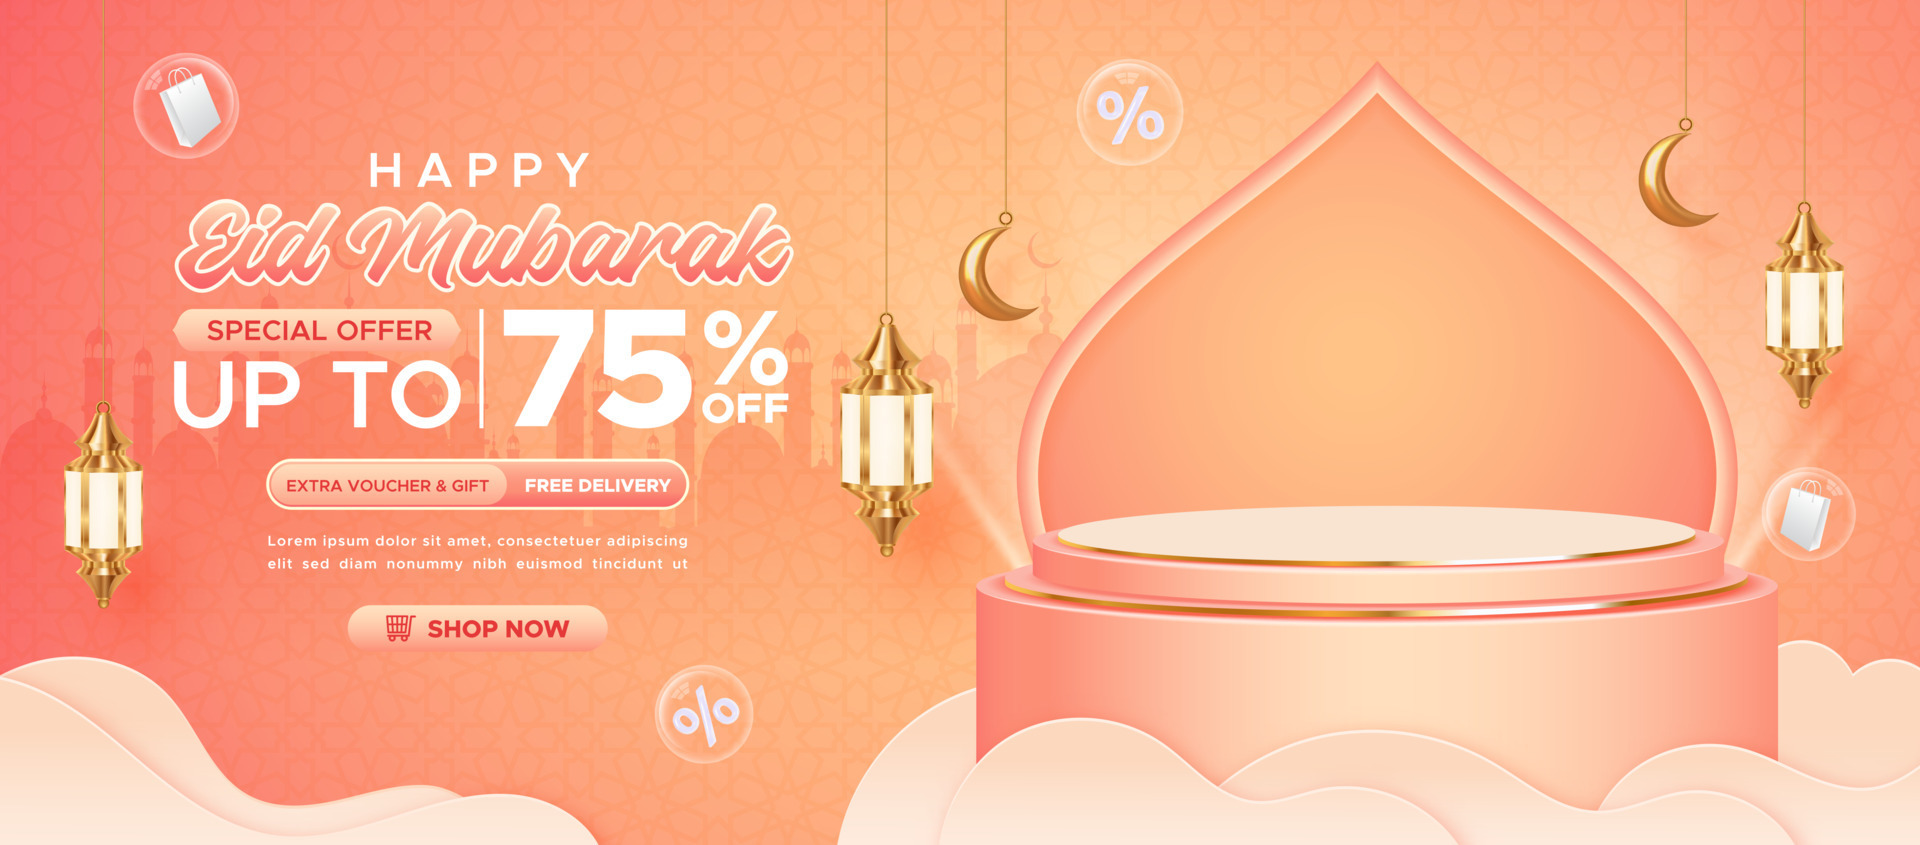 HAPPY
Eid Mubarak
SPECIAL OFFER
UP TO
75% OFF
EXTRA VOUCHER & GIFT FREE DELIVERY
Lorem ipsum dolor sit amet, consectetuer adipiscing
elit sed diam nonummy nibh euismod tincidunt ut
SHOP NOW
%
%